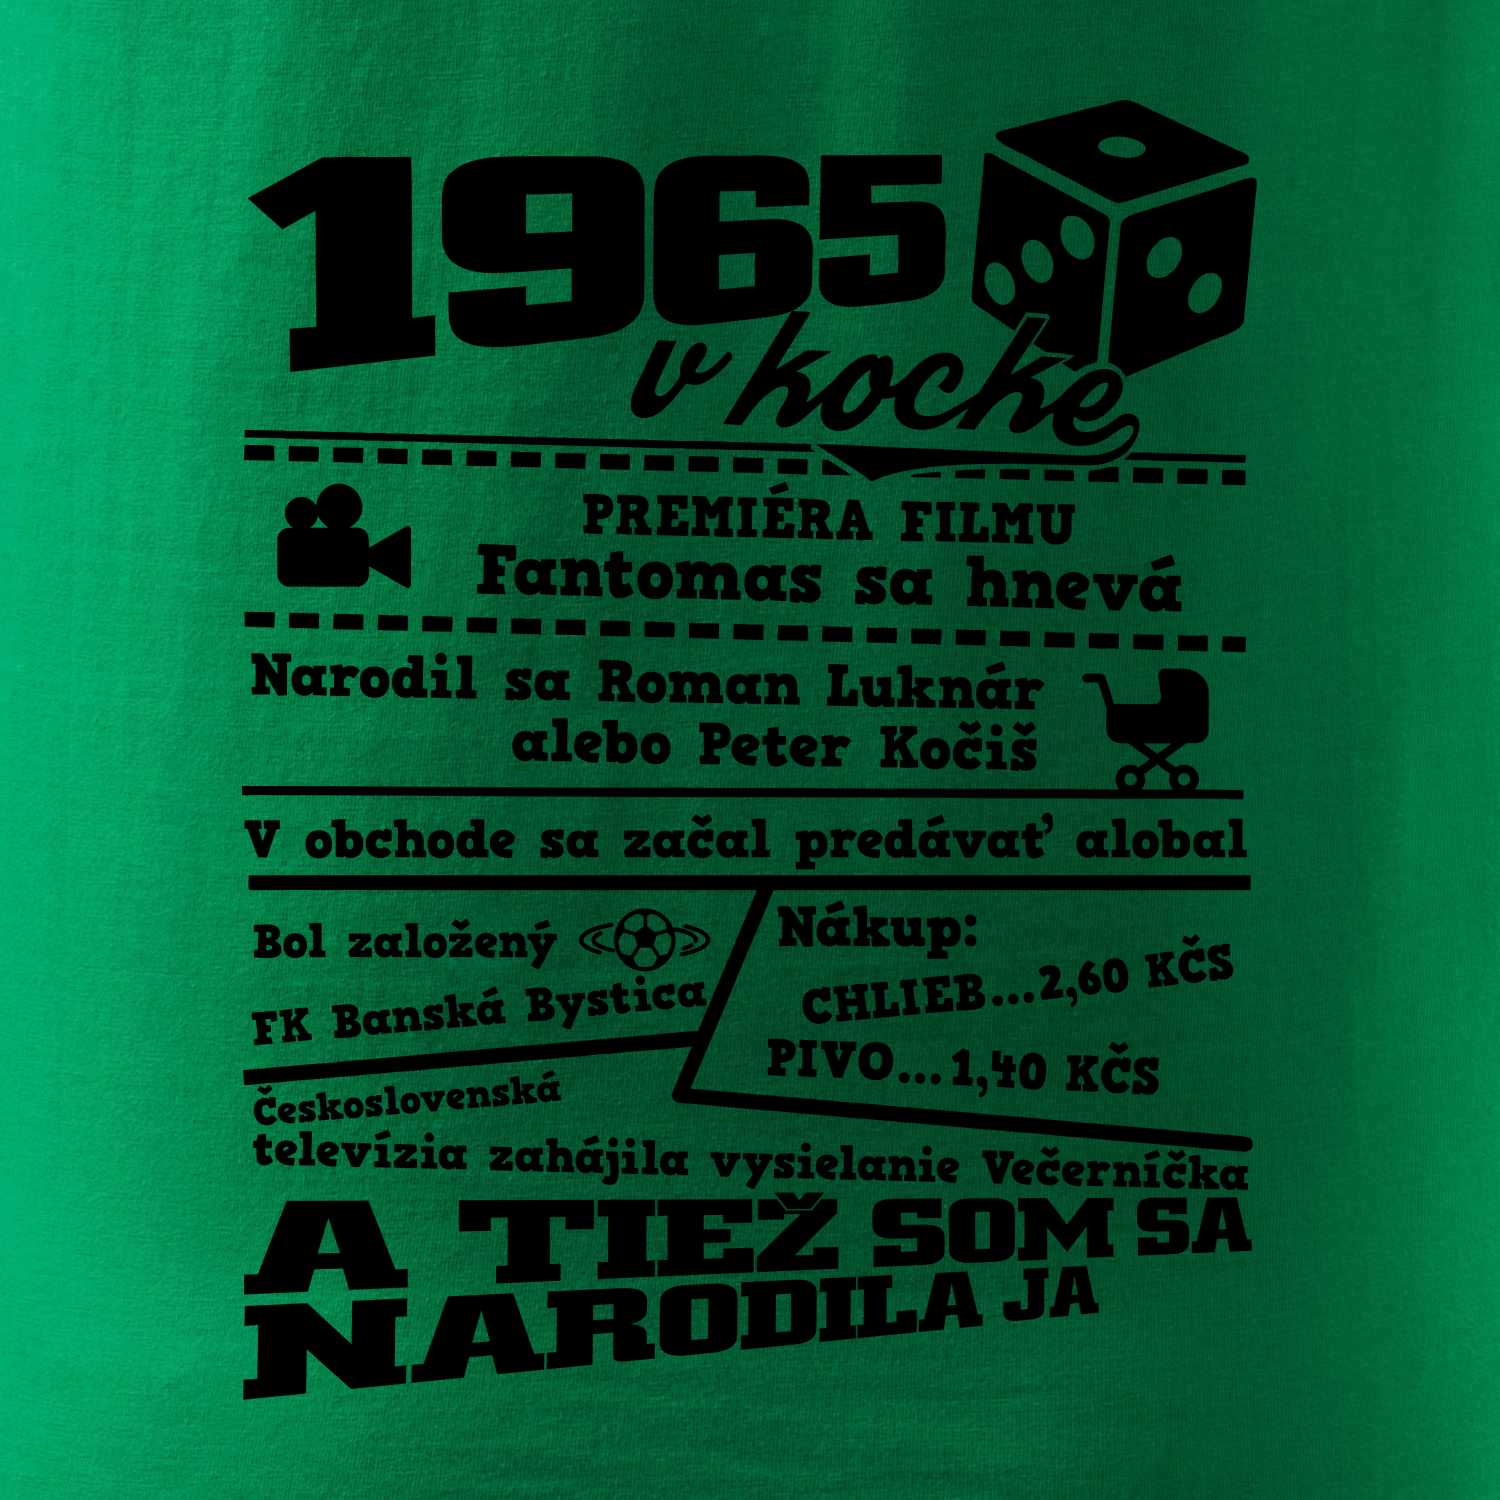 1965
v kocke
PREMIÉRA FILMU
Fantomas sa hnevá
Narodil sa Roman Luknár
alebo Peter Kočiš
V obchode sa začal predávať alobal
Bol založený
FK Banská Bystica
Nákup:
CHLIEB...2,60 KČS
PIVO...1,40 KČS
Československá
televízia zahájila vysielanie Večerníčka
A TIEŽ SOM SA
NARODILA JA